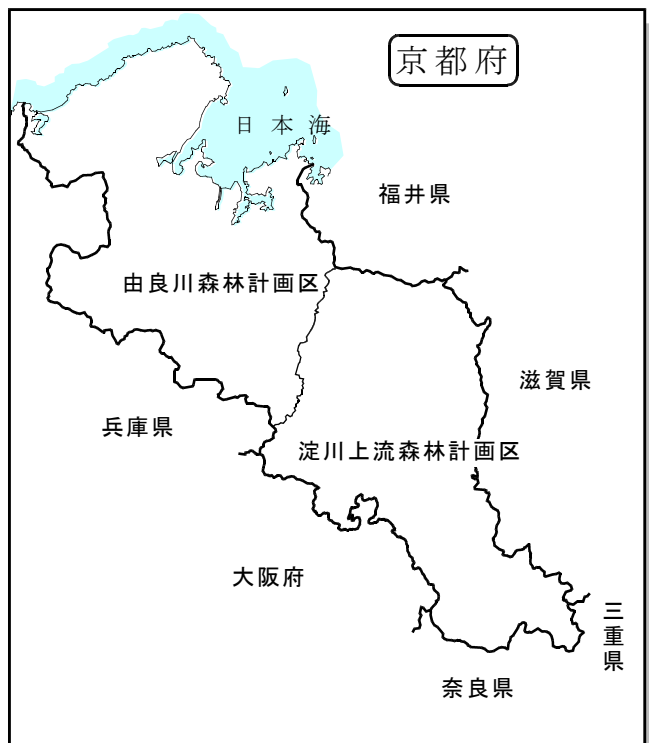 京都府
日本海
福井県
由良川森林計画区
滋賀県
兵庫県
淀川上流森林計画区
大阪府
三重県
奈良県